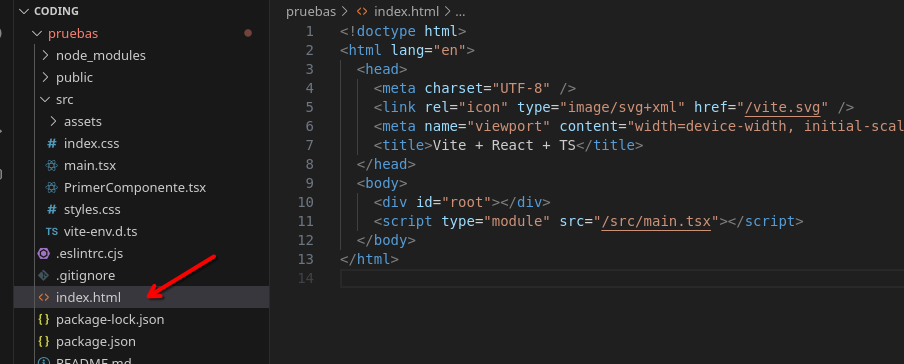 CODING
pruebas
node_modules
public
src
assets
index.css
main.tsx
PrimerComponente.tsx
styles.css
TS vite-env.d.ts
.eslintrc.cjs
.gitignore
<> index.html
{ } package-lock.json
{ } package.json
README.md
pruebas > <> index.html > ...
1 <!doctype html>
2 <html lang="en">
3 <head>
4 <meta charset="UTF-8" />
5 <link rel="icon" type="image/svg+xml" href="/vite.svg" />
6 <meta name="viewport" content="width=device-width, initial-scal
7 <title>Vite + React + TS</title>
8 </head>
9 <body>
10 <div id="root"></div>
11 <script type="module" src="/src/main.tsx"></script>
12 </body>
13 </html>
14